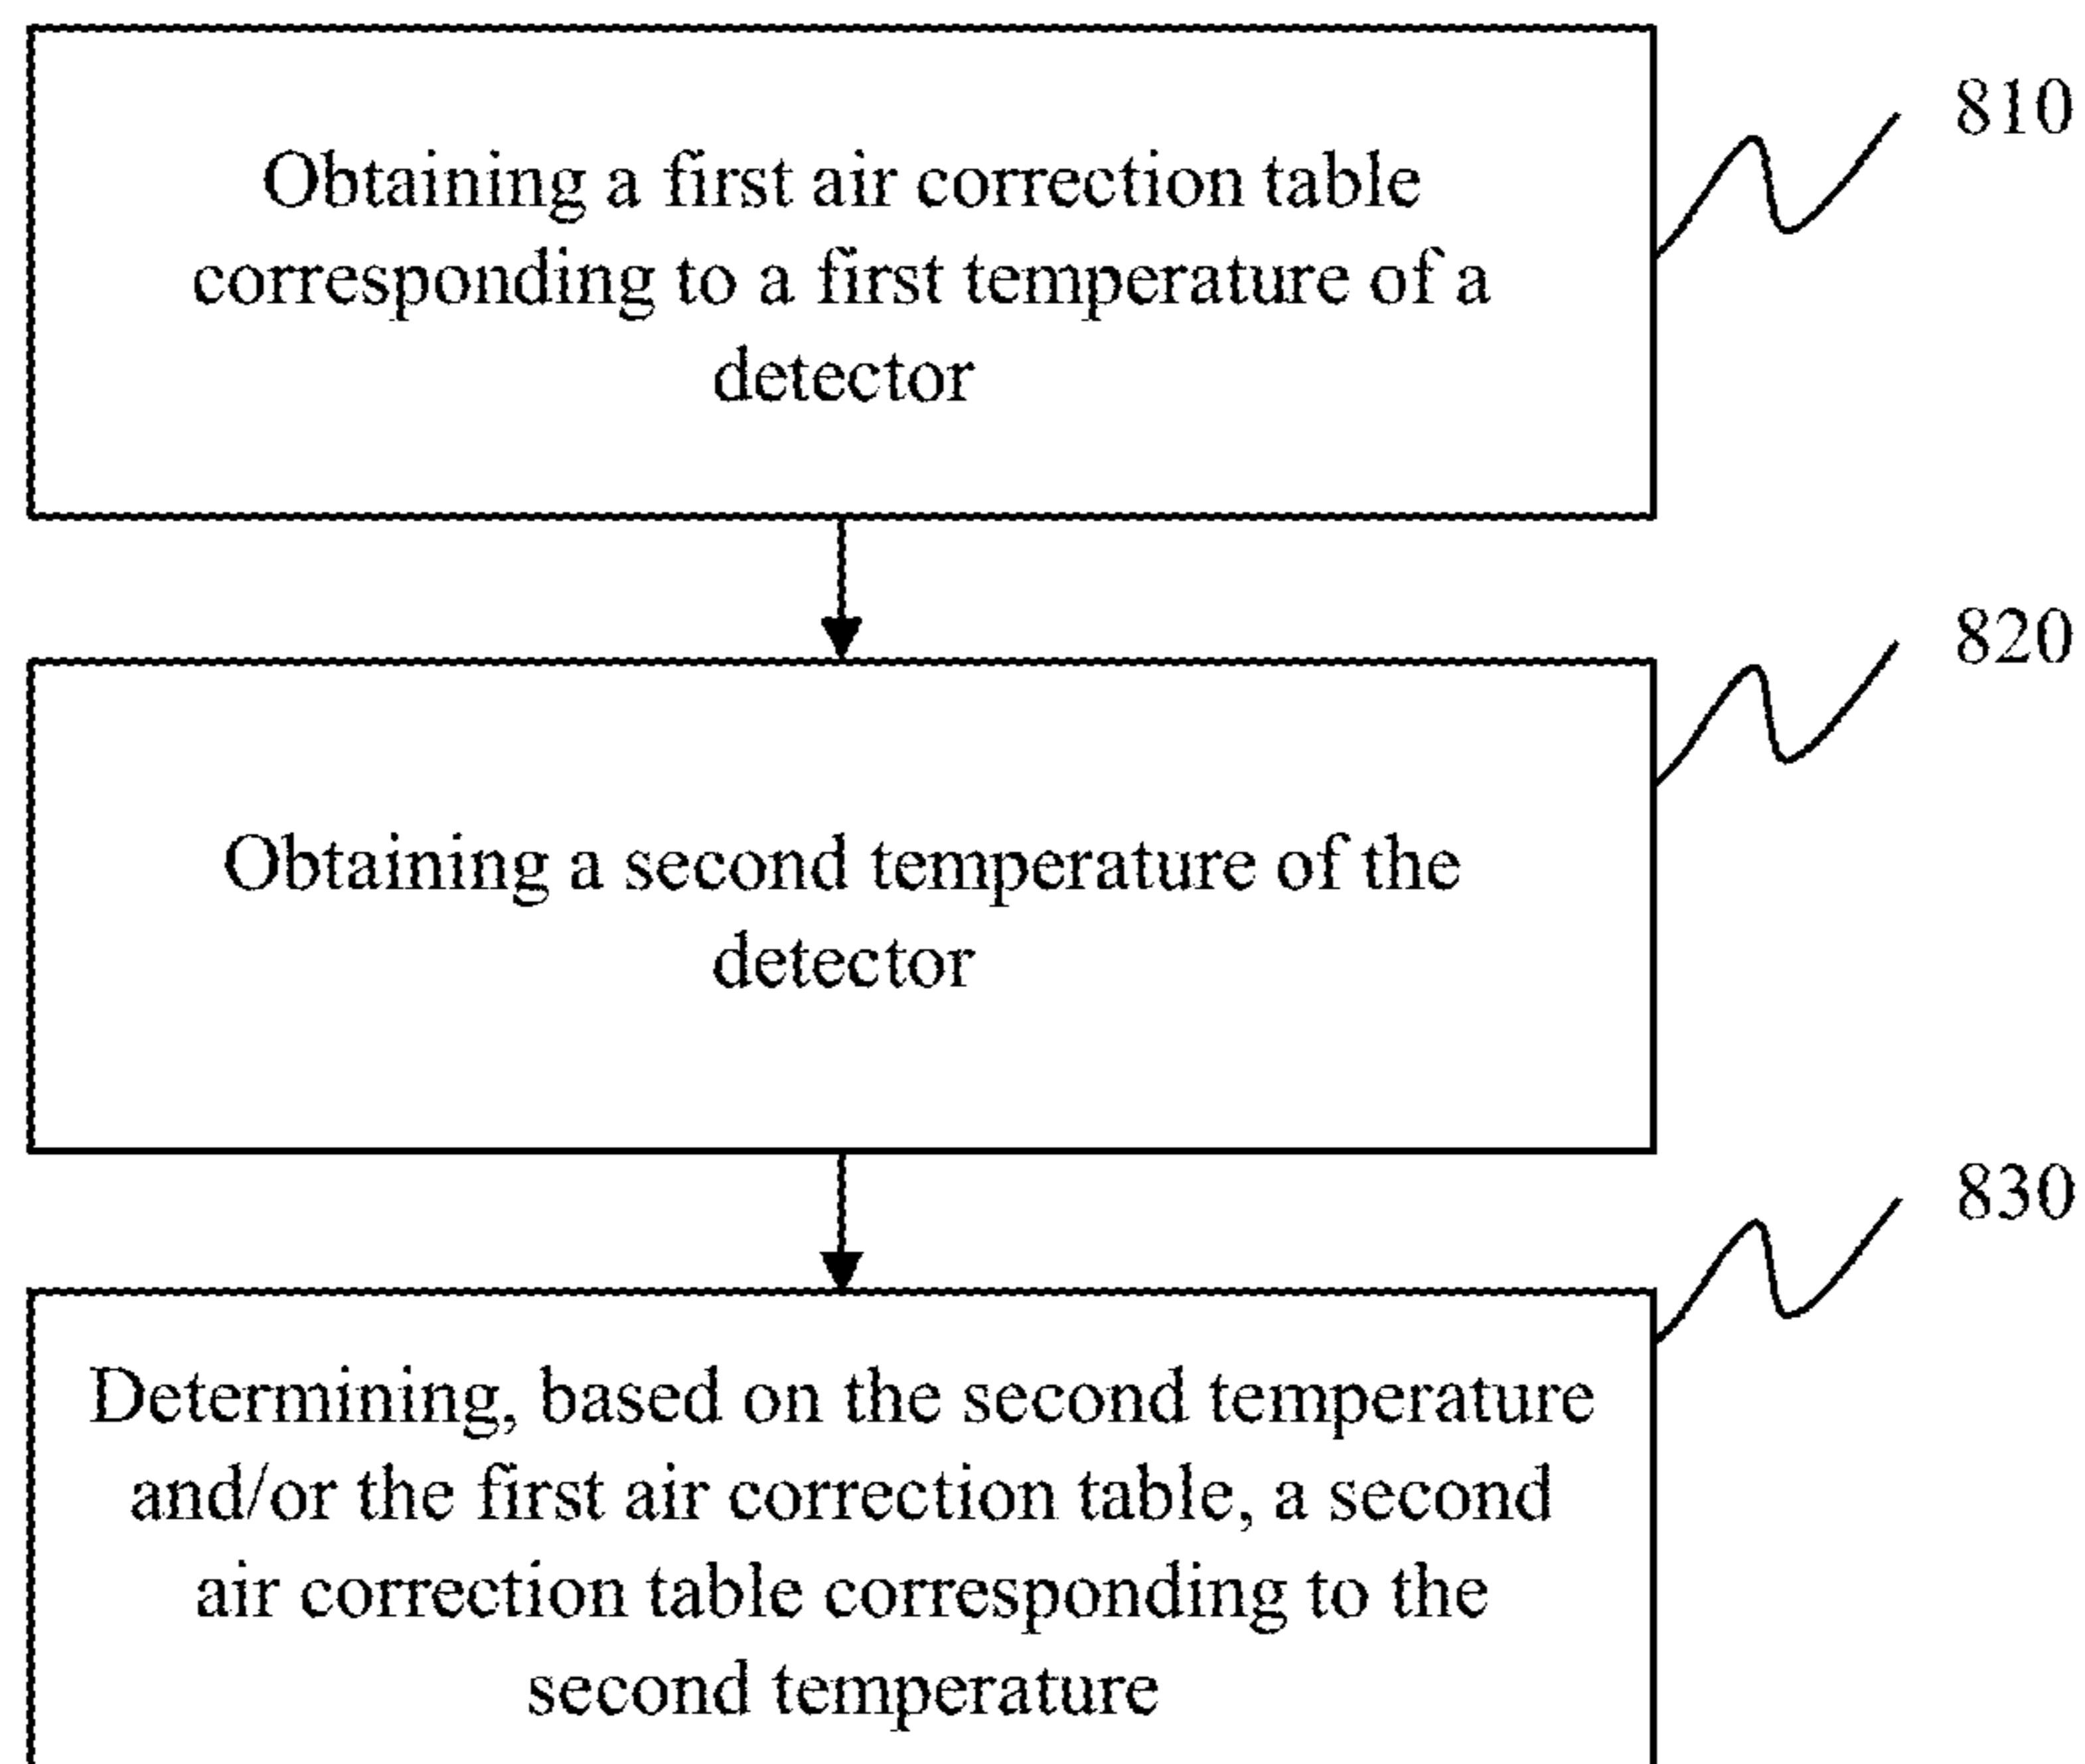 Obtaining a first air correction table
corresponding to a first temperature of a
detector
810
Obtaining a second temperature of the
detector
820
Determining, based on the second temperature
and/or the first air correction table, a second
air correction table corresponding to the
second temperature
830